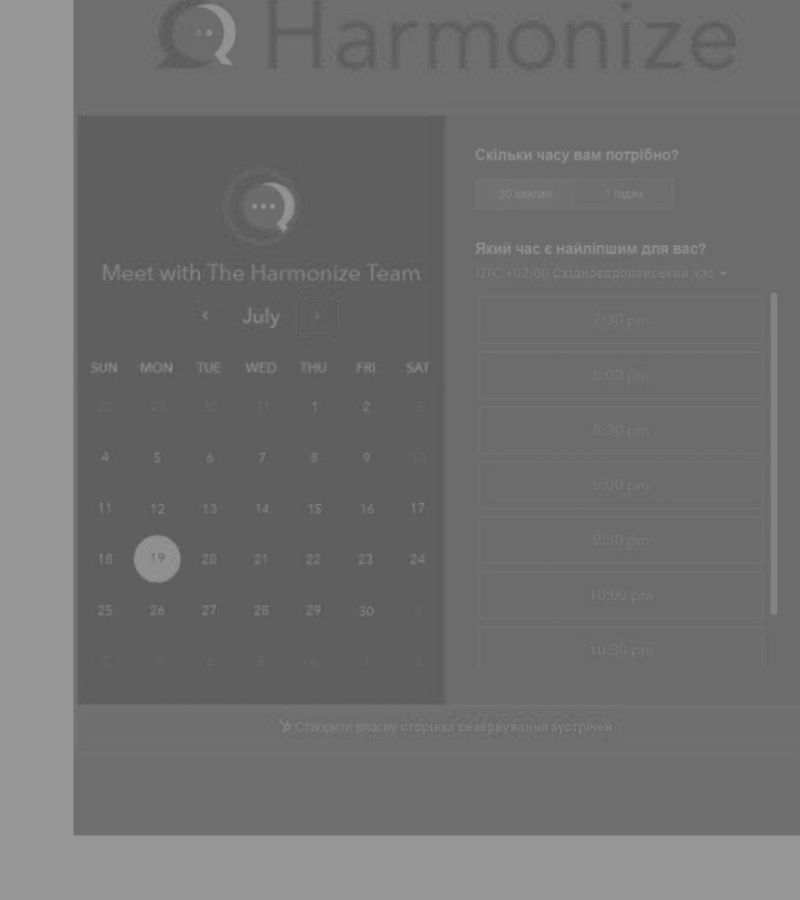 Harmonize
Meet with The Harmonize Team
‹ July ›
SUN MON TUE WED THU FRI SAT
29 30 31 1 2
4 5 6 7 8 9 10
11 12 13 14 15 16 17
18 19 20 21 22 23 24
25 26 27 28 29 30 1
2 3 4 5 6 7 8
Скільки часу вам потрібно?
30 хвилин 1 годин
Який час є найліпшим для вас?
UTC +03:00 Східноєвропейський час
7:30 pm
8:00 pm
8:30 pm
9:00 pm
9:30 pm
10:00 pm
10:30 pm
Створити власну сторінку резервування зустрічей